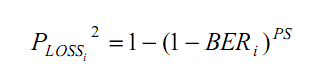 P_{LOSS_i}^2 = 1 - (1 - BER_i)^{PS}